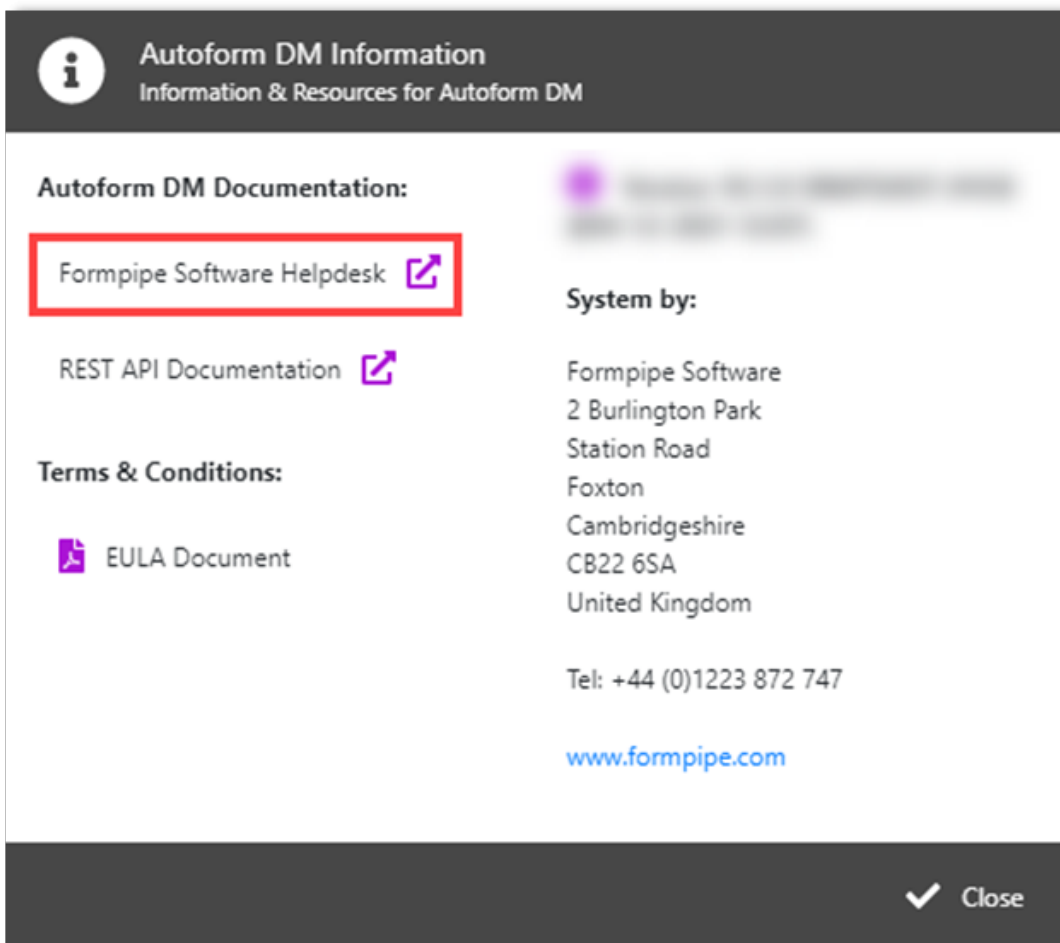 Autoform DM Information
Information & Resources for Autoform DM
Autoform DM Documentation:
Formpipe Software Helpdesk
REST API Documentation
Terms & Conditions:
EULA Document
System by:
Formpipe Software
2 Burlington Park
Station Road
Foxton
Cambridgeshire
CB22 6SA
United Kingdom
Tel: +44 (0)1223 872 747
www.formpipe.com
Close